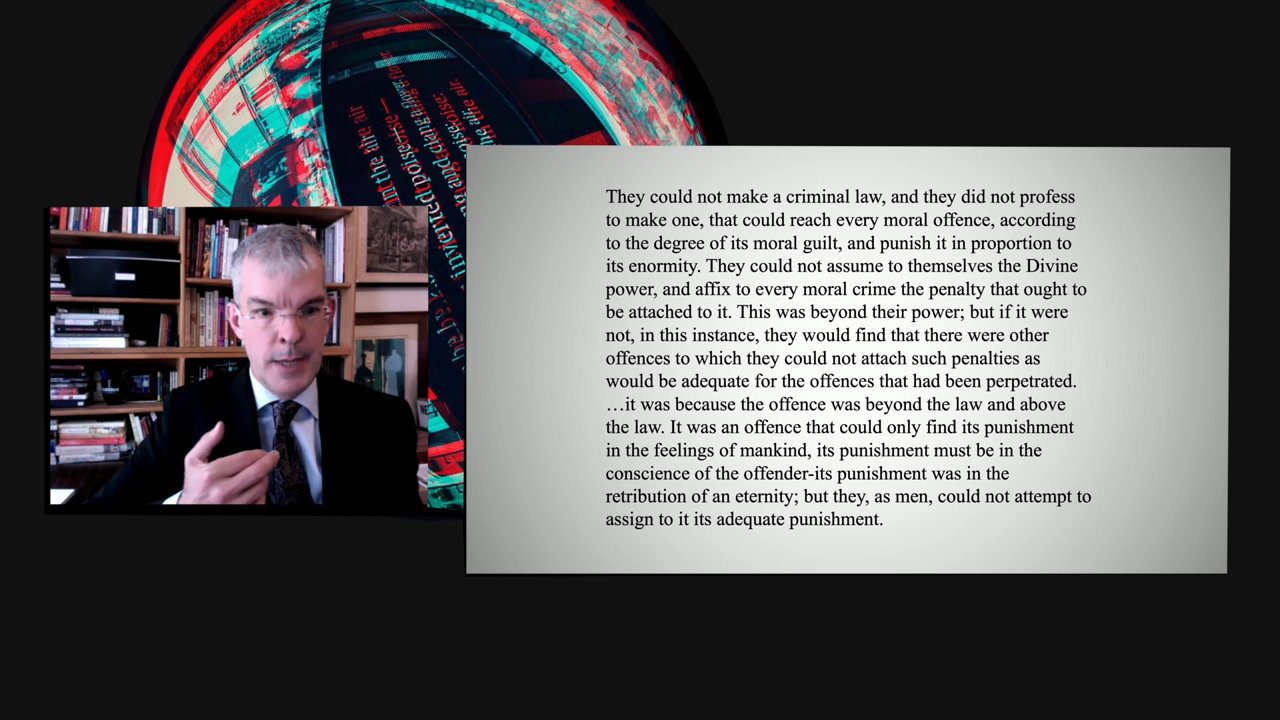 They could not make a criminal law, and they did not profess
to make one, that could reach every moral offence, according
to the degree of its moral guilt, and punish it in proportion to
its enormity. They could not assume to themselves the Divine
power, and affix to every moral crime the penalty that ought to
be attached to it. This was beyond their power; but if it were
not, in this instance, they would find that there were other
offences to which they could not attach such penalties as
would be adequate for the offences that had been perpetrated.
…it was because the offence was beyond the law and above
the law. It was an offence that could only find its punishment
in the feelings of mankind, its punishment must be in the
conscience of the offender-its punishment was in the
retribution of an eternity; but they, as men, could not attempt to
assign to it its adequate punishment.